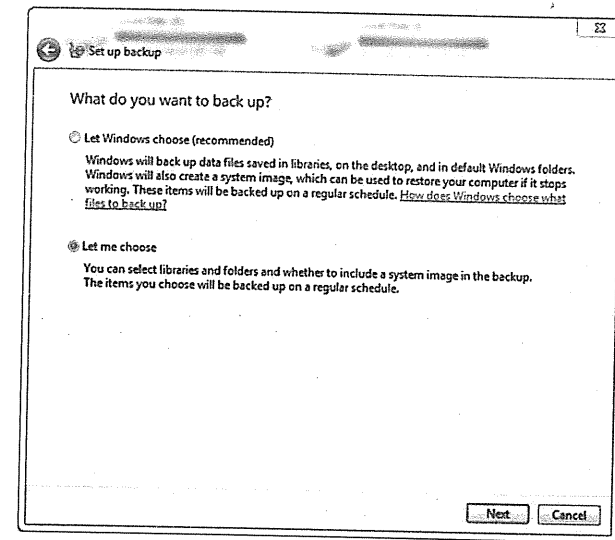 Set up backup
What do you want to back up?
Let Windows choose (recommended)
Windows will back up data files saved in libraries, on the desktop, and in default Windows folders.
Windows will also create a system image, which can be used to restore your computer if it stops
working. These items will be backed up on a regular schedule. How does Windows choose what
files to back up?
Let me choose
You can select libraries and folders and whether to include a system image in the backup.
The items you choose will be backed up on a regular schedule.
Next Cancel